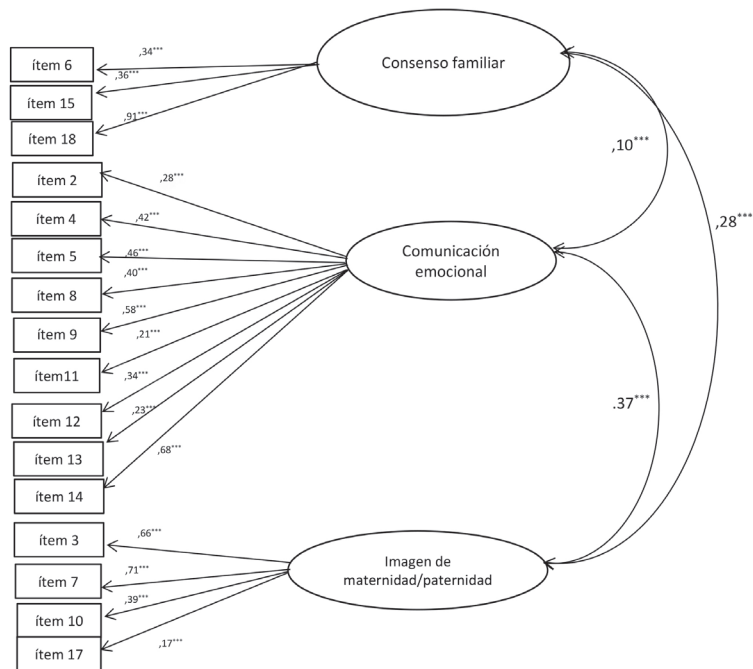 ,34***
ítem 6
,36***
Consenso familiar
ítem 15
,91***
ítem 18
,10***
ítem 2
,28***
ítem 4
,42***
,28***
ítem 5
,46***
Comunicación
emocional
,40***
ítem 8
,58***
ítem 9
,21***
ítem11
,34***
.37***
ítem 12
,23***
ítem 13
,68***
ítem 14
ítem 3
,66***
Imagen de
maternidad/paternidad
ítem 7
,71***
,39***
ítem 10
,17***
ítem 17